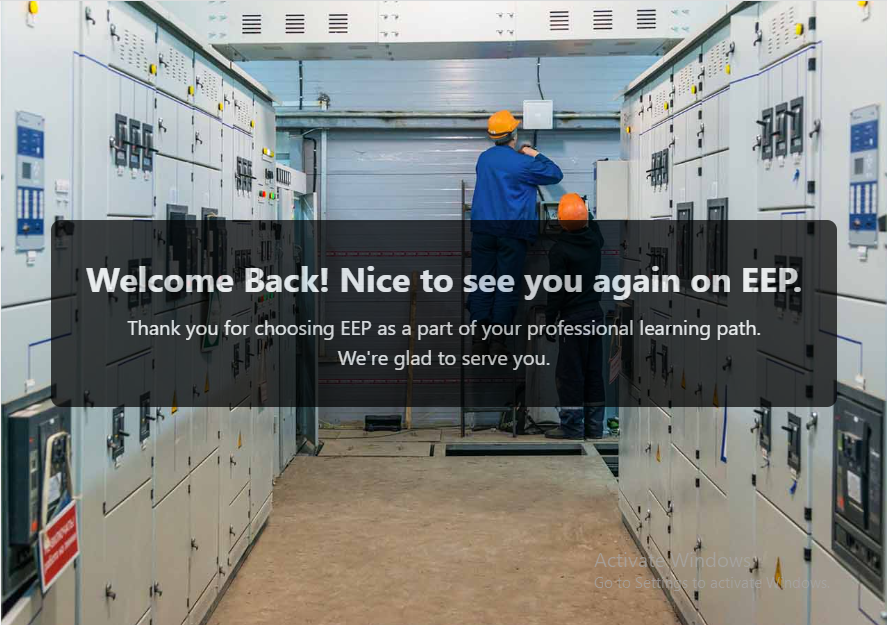 Welcome Back! Nice to see you again on EEP.
Thank you for choosing EEP as a part of your professional learning path.
We're glad to serve you.
Activate Windows
Go to Settings to activate Windows.